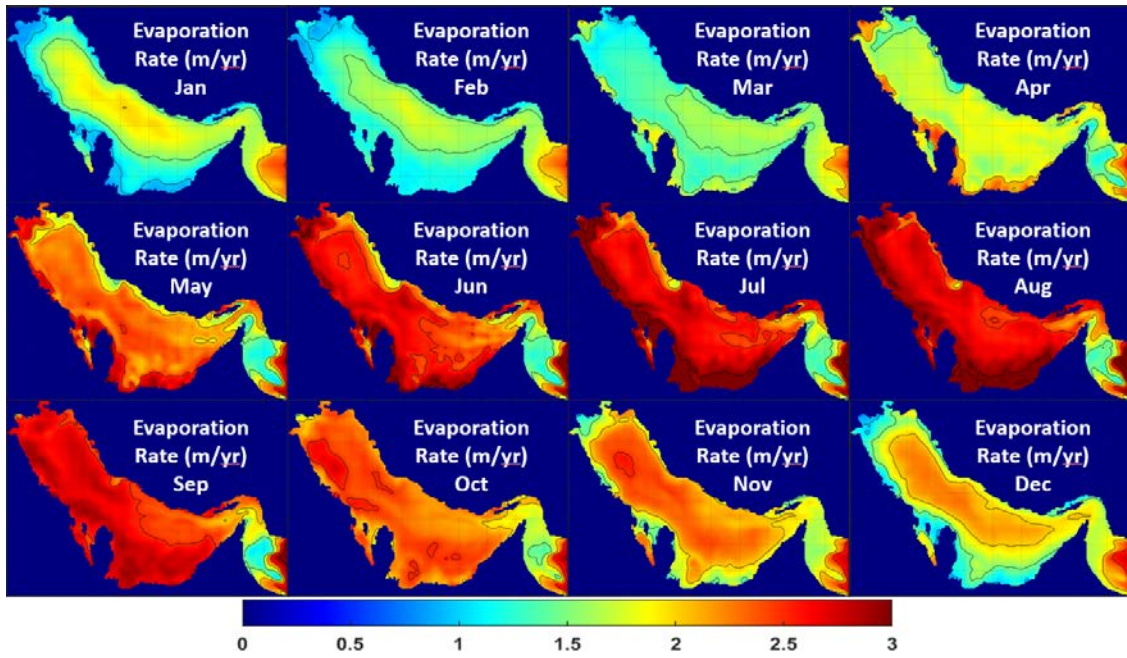 Evaporation
Rate (m/yr)
Jan
Evaporation
Rate (m/yr)
Feb
Evaporation
Rate (m/yr)
Mar
Evaporation
Rate (m/yr)
Apr
Evaporation
Rate (m/yr)
May
Evaporation
Rate (m/yr)
Jun
Evaporation
Rate (m/yr)
Jul
Evaporation
Rate (m/yr)
Aug
Evaporation
Rate (m/yr)
Sep
Evaporation
Rate (m/yr)
Oct
Evaporation
Rate (m/yr)
Nov
Evaporation
Rate (m/yr)
Dec
0 0.5 1 1.5 2 2.5 3